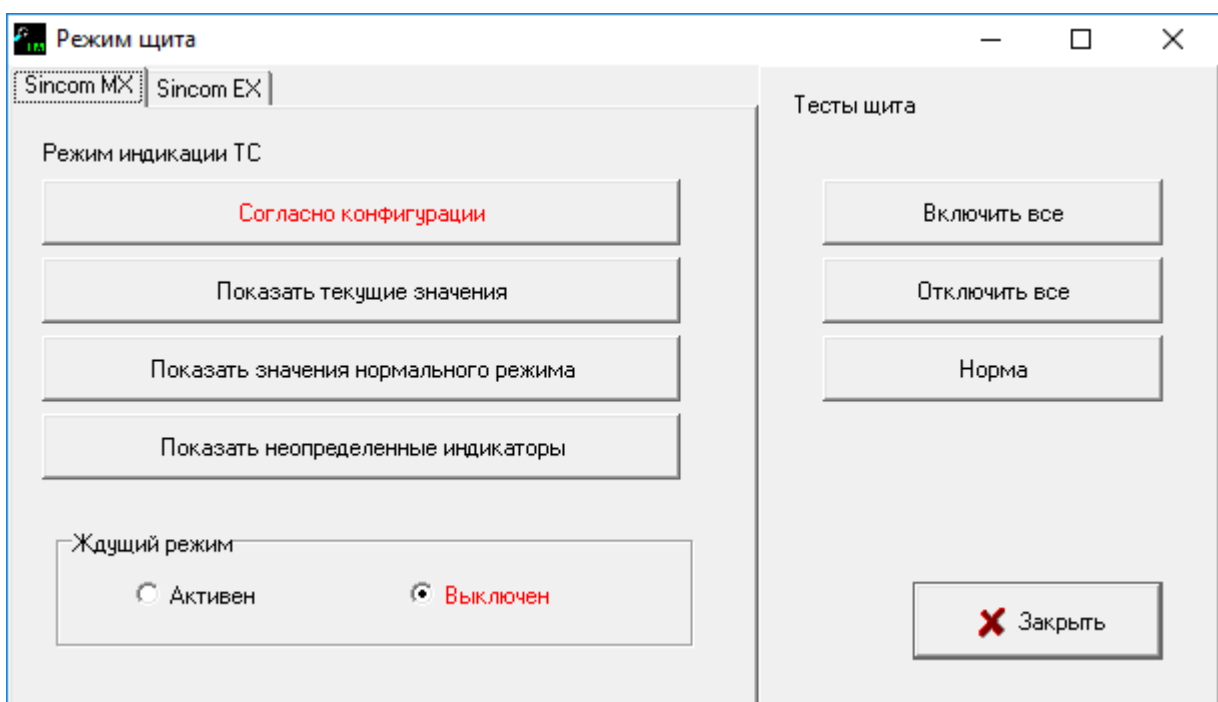 Режим щита
Sincom MX
Sincom EX
Режим индикации ТС
Согласно конфигурации
Показать текущие значения
Показать значения нормального режима
Показать неопределенные индикаторы
Ждущий режим
Активен
Выключен
Тесты щита
Включить все
Отключить все
Норма
Закрыть